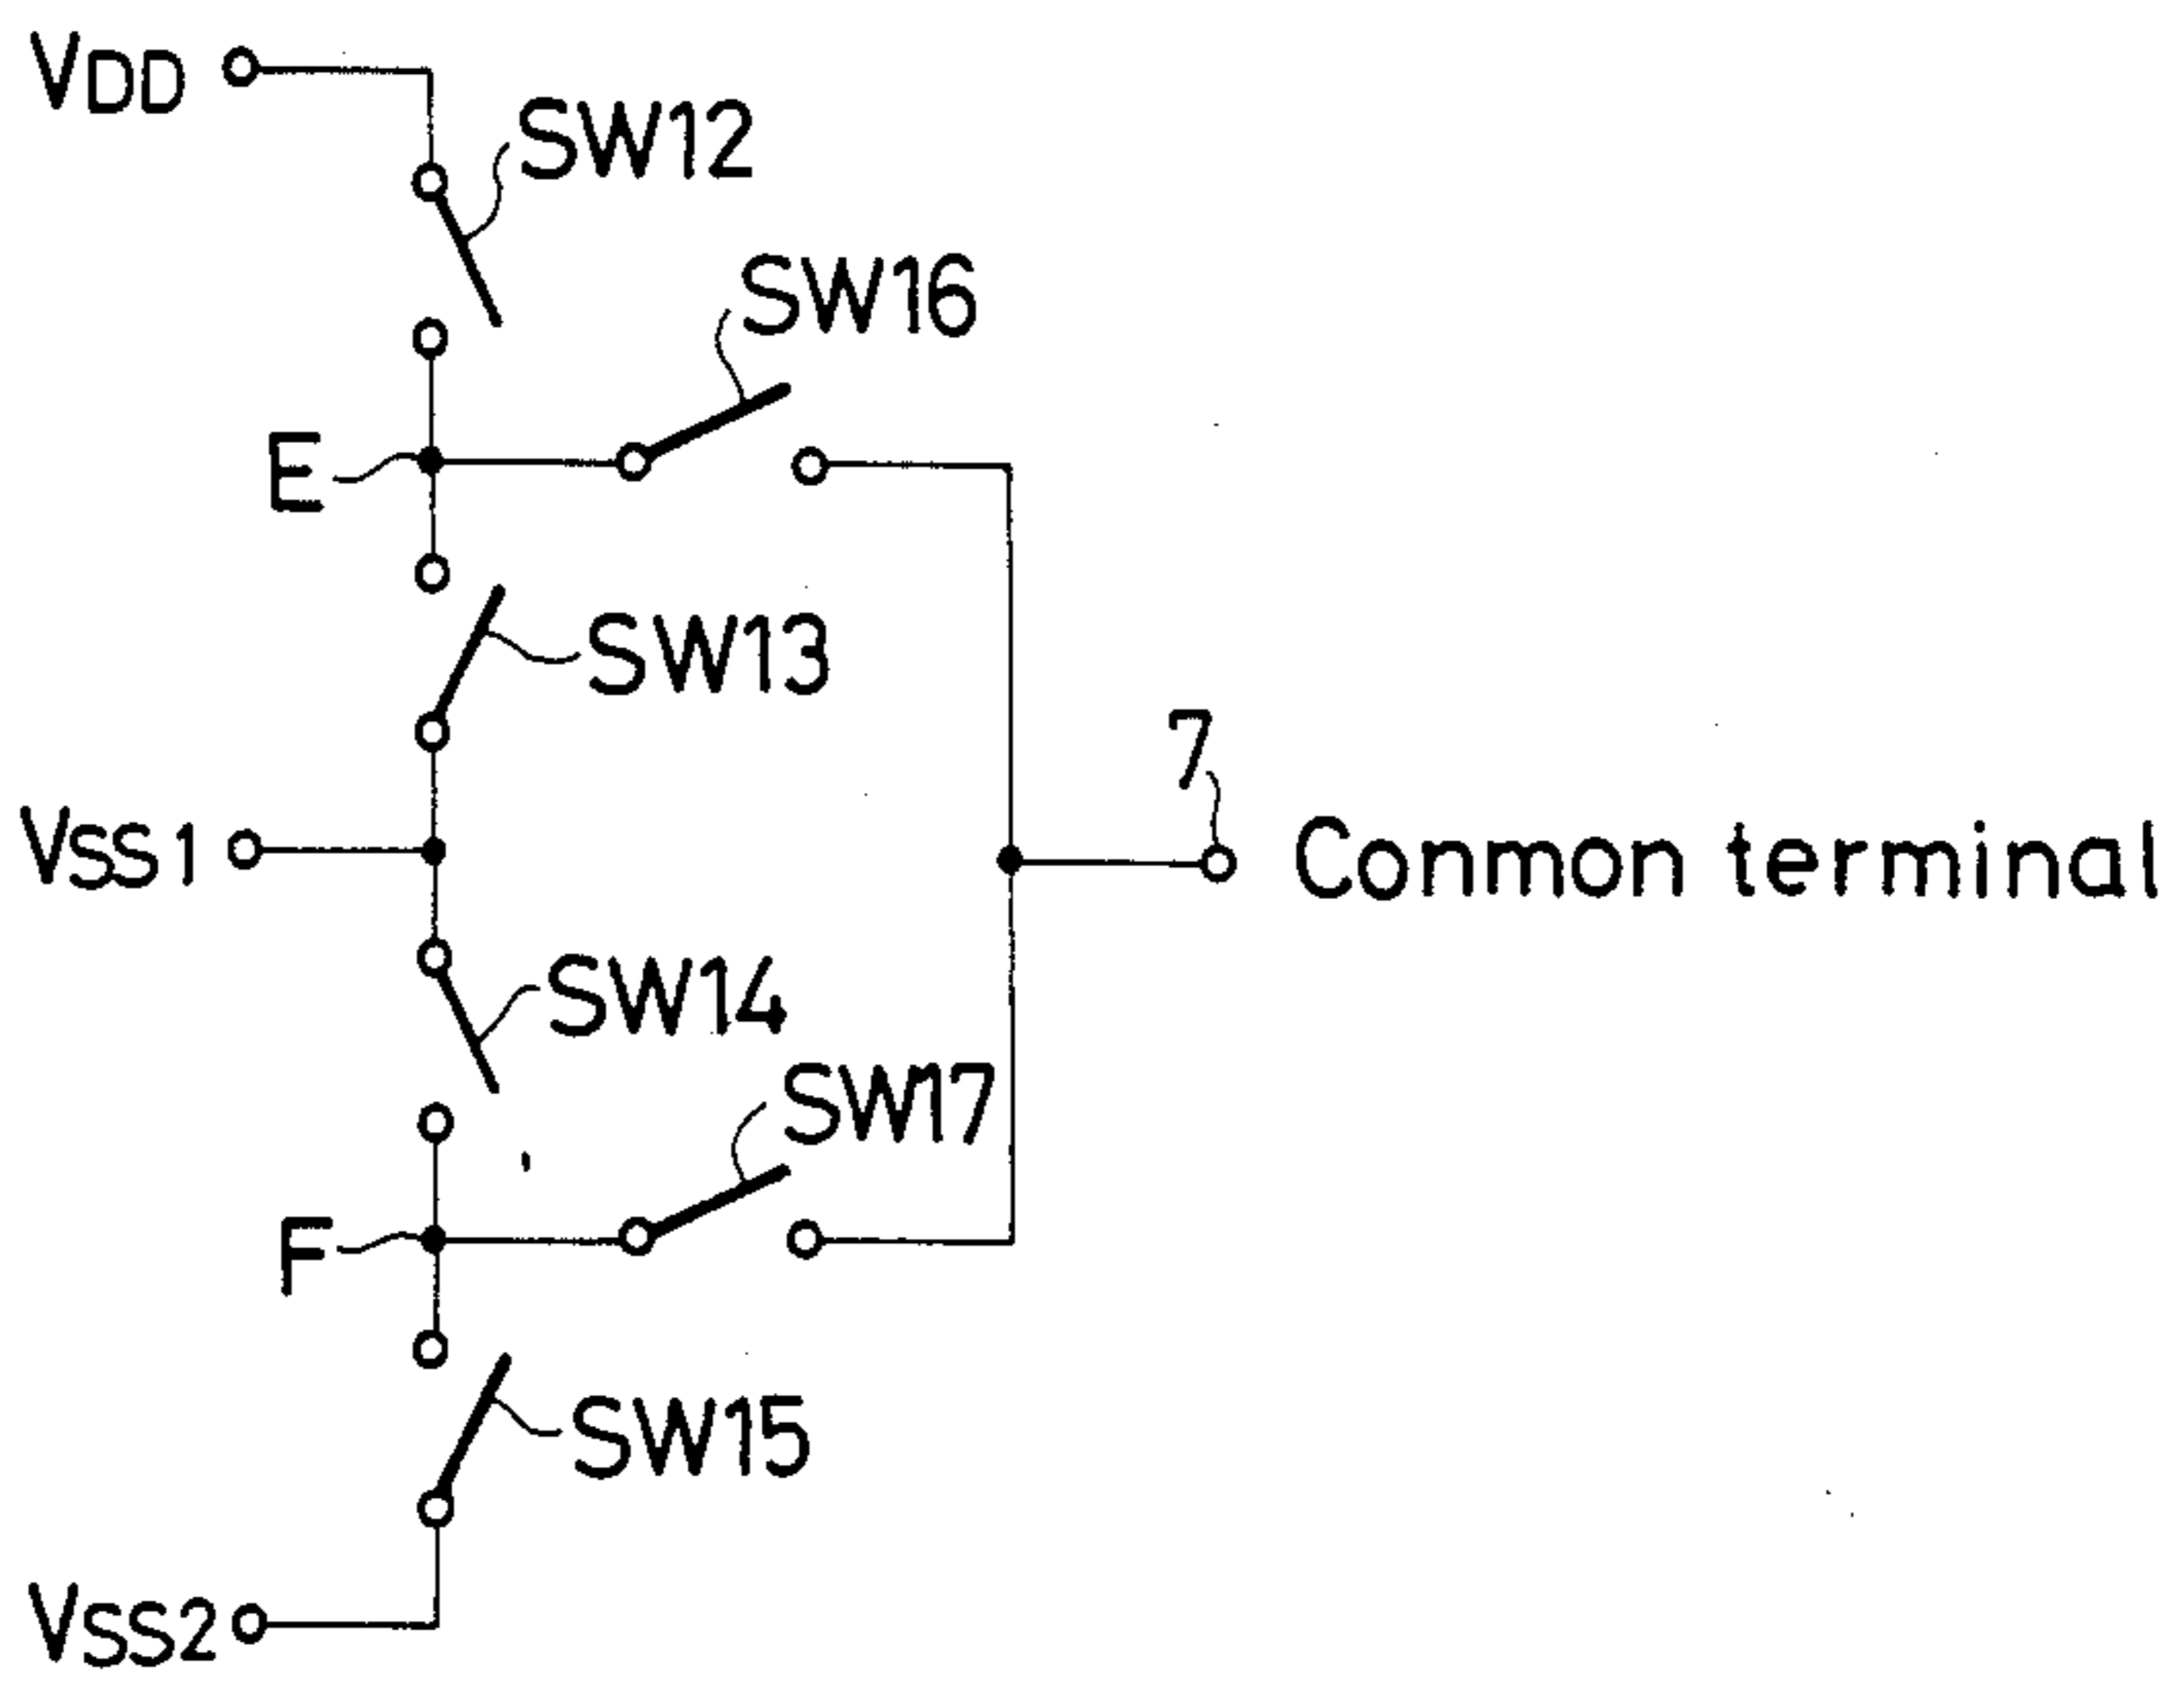 VDD
SW12
SW16
E
SW13
7
VSS1
Conmon terminal
SW14
SW17
F
SW15
VSS2